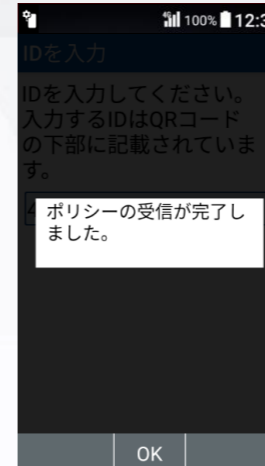 4G 100% 12:3
IDを入力
IDを入力してください。
入力するIDはQRコード
の下部に記載されていま
す。
ポリシーの受信が完了し
ました。
OK